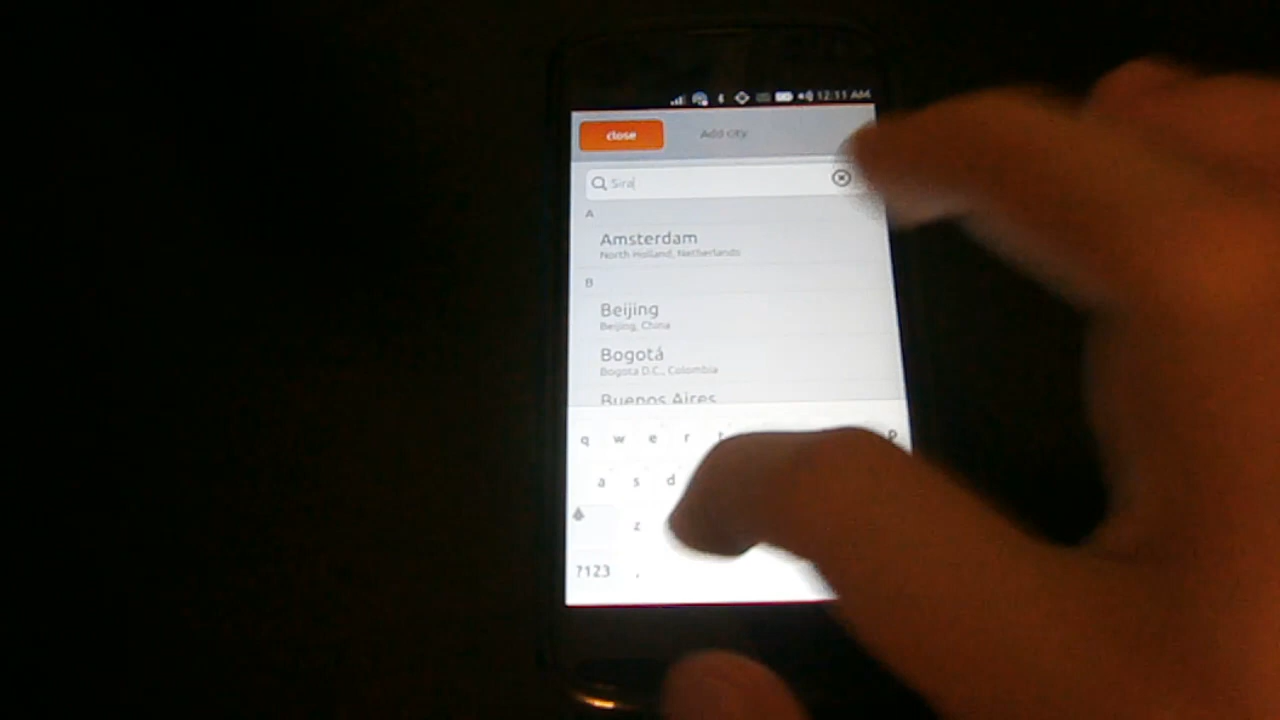 12:11 AM
close Add city
Sira
A
Amsterdam
North Holland, Netherlands
B
Beijing
Beijing, China
Bogotá
Bogota D.C., Colombia
Buenos Aires
q w e r t p
a s d
z
?123 .